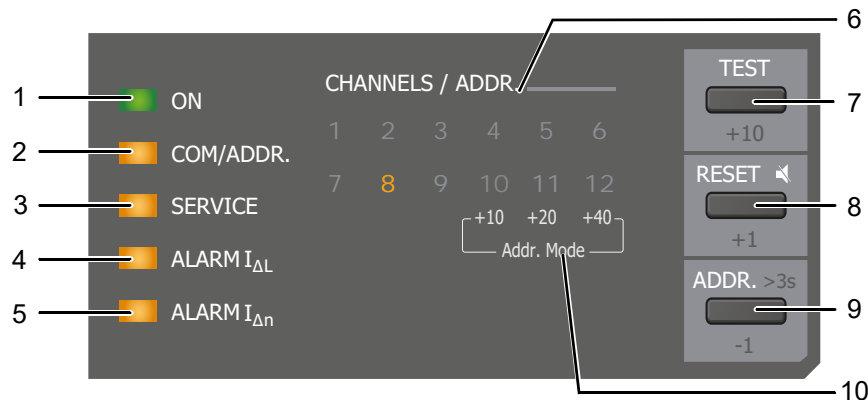 6
TEST
CHANNELS / ADDR.
1 ON
7
1 2 3 4 5 6
+10
2 COM/ADDR.
RESET
7 8 9 10 11 12
3 SERVICE
8
+10 +20 +40
+1
Addr. Mode
4 ALARM I∆L
ADDR. >3s
5 ALARM I∆n
9
-1
10